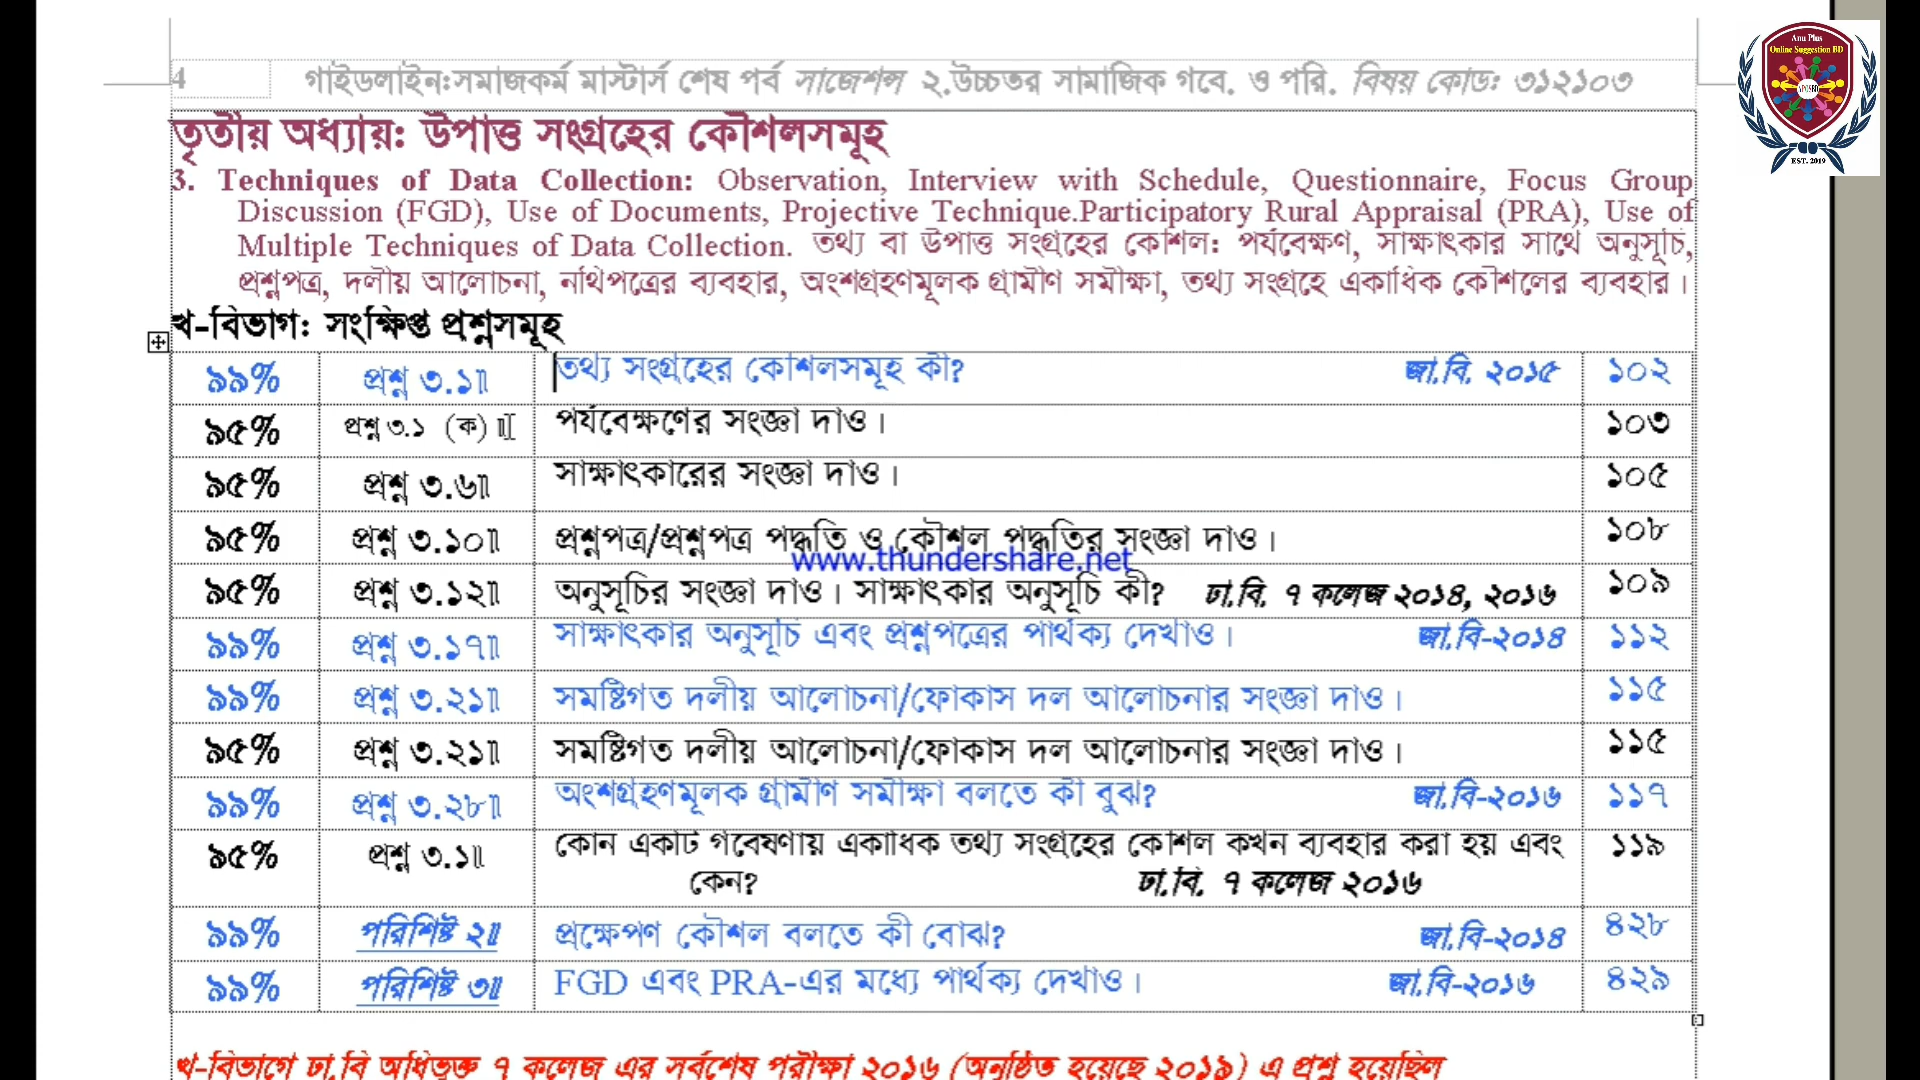 Anu Plus
Online Suggestion BD
APOSBD
EST. 2019
4 গাইডলাইন:সমাজকর্ম মাস্টার্স শেষ পর্ব সাজেশন্স ২.উচ্চতর সামাজিক গবে. ও পরি. বিষয় কোড: ৩১২১০৩
তৃতীয় অধ্যায়: উপাত্ত সংগ্রহের কৌশলসমূহ
3. Techniques of Data Collection: Observation, Interview with Schedule, Questionnaire, Focus Group
Discussion (FGD), Use of Documents, Projective Technique.Participatory Rural Appraisal (PRA), Use of
Multiple Techniques of Data Collection. তথ্য বা উপাত্ত সংগ্রহের কৌশল: পর্যবেক্ষণ, সাক্ষাৎকার সাথে অনুসূচি,
প্রশ্নপত্র, দলীয় আলোচনা, নথিপত্রের ব্যবহার, অংশগ্রহণমূলক গ্রামীণ সমীক্ষা, তথ্য সংগ্রহে একাধিক কৌশলের ব্যবহার।
খ-বিভাগ: সংক্ষিপ্ত প্রশ্নসমূহ
৯৯% প্রশ্ন ৩.১॥ তথ্য সংগ্রহের কৌশলসমূহ কী? জা.বি. ২০১৫ ১০২
৯৫% প্রশ্ন ৩.১ (ক) ॥ পর্যবেক্ষণের সংজ্ঞা দাও। ১০৩
৯৫% প্রশ্ন ৩.৬॥ সাক্ষাৎকারের সংজ্ঞা দাও। ১০৫
৯৫% প্রশ্ন ৩.১০॥ প্রশ্নপত্র/প্রশ্নপত্র পদ্ধতি ও কৌশল পদ্ধতির সংজ্ঞা দাও। ১০৮
www.thundershare.net
৯৫% প্রশ্ন ৩.১২॥ অনুসূচির সংজ্ঞা দাও। সাক্ষাৎকার অনুসূচি কী? ঢা.বি. ৭ কলেজ ২০১৪, ২০১৬ ১০৯
৯৯% প্রশ্ন ৩.১৭॥ সাক্ষাৎকার অনুসূচি এবং প্রশ্নপত্রের পার্থক্য দেখাও। জা.বি-২০১৪ ১১২
৯৯% প্রশ্ন ৩.২১॥ সমষ্টিগত দলীয় আলোচনা/ফোকাস দল আলোচনার সংজ্ঞা দাও। ১১৫
৯৫% প্রশ্ন ৩.২১॥ সমষ্টিগত দলীয় আলোচনা/ফোকাস দল আলোচনার সংজ্ঞা দাও। ১১৫
৯৯% প্রশ্ন ৩.২৮॥ অংশগ্রহণমূলক গ্রামীণ সমীক্ষা বলতে কী বুঝ? জা.বি-২০১৬ ১১৭
৯৫% প্রশ্ন ৩.১॥ কোন একটি গবেষণায় একাধিক তথ্য সংগ্রহের কৌশল কখন ব্যবহার করা হয় এবং ১১৯
কেন? ঢা.বি. ৭ কলেজ ২০১৬
৯৯% পরিশিষ্ট ২॥ প্রক্ষেপণ কৌশল বলতে কী বোঝ? জা.বি-২০১৪ ৪২৮
৯৯% পরিশিষ্ট ৩॥ FGD এবং PRA-এর মধ্যে পার্থক্য দেখাও। জা.বি-২০১৬ ৪২৯
খ-বিভাগে ঢা.বি অধিভুক্ত ৭ কলেজ এর সর্বশেষ পরীক্ষা ২০১৬ (অনুষ্ঠিত হয়েছে ২০১৯) এ প্রশ্ন হয়েছিল